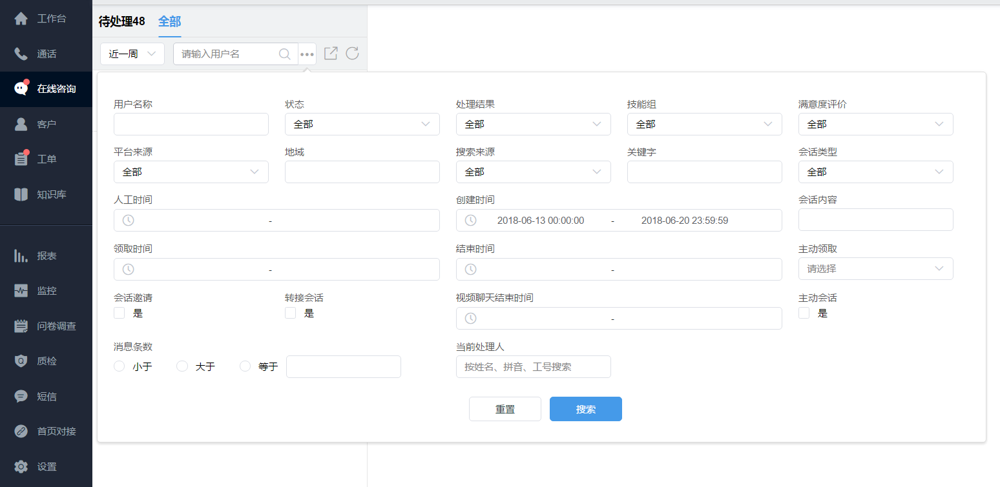 工作台
通话
在线咨询
客户
工单
知识库
报表
监控
问卷调查
质检
短信
首页对接
设置
待处理48 全部
近一周 请输入用户名
用户名称 状态 处理结果 技能组 满意度评价
全部 全部 全部 全部
平台来源 地域 搜索来源 关键字 会话类型
全部 全部 全部
人工时间 创建时间 会话内容
- 2018-06-13 00:00:00 - 2018-06-20 23:59:59
领取时间 结束时间 主动领取
- - 请选择
会话邀请 转接会话 视频聊天结束时间 主动会话
是 是 - 是
消息条数 当前处理人
小于 大于 等于 按姓名、拼音、工号搜索
重置 搜索